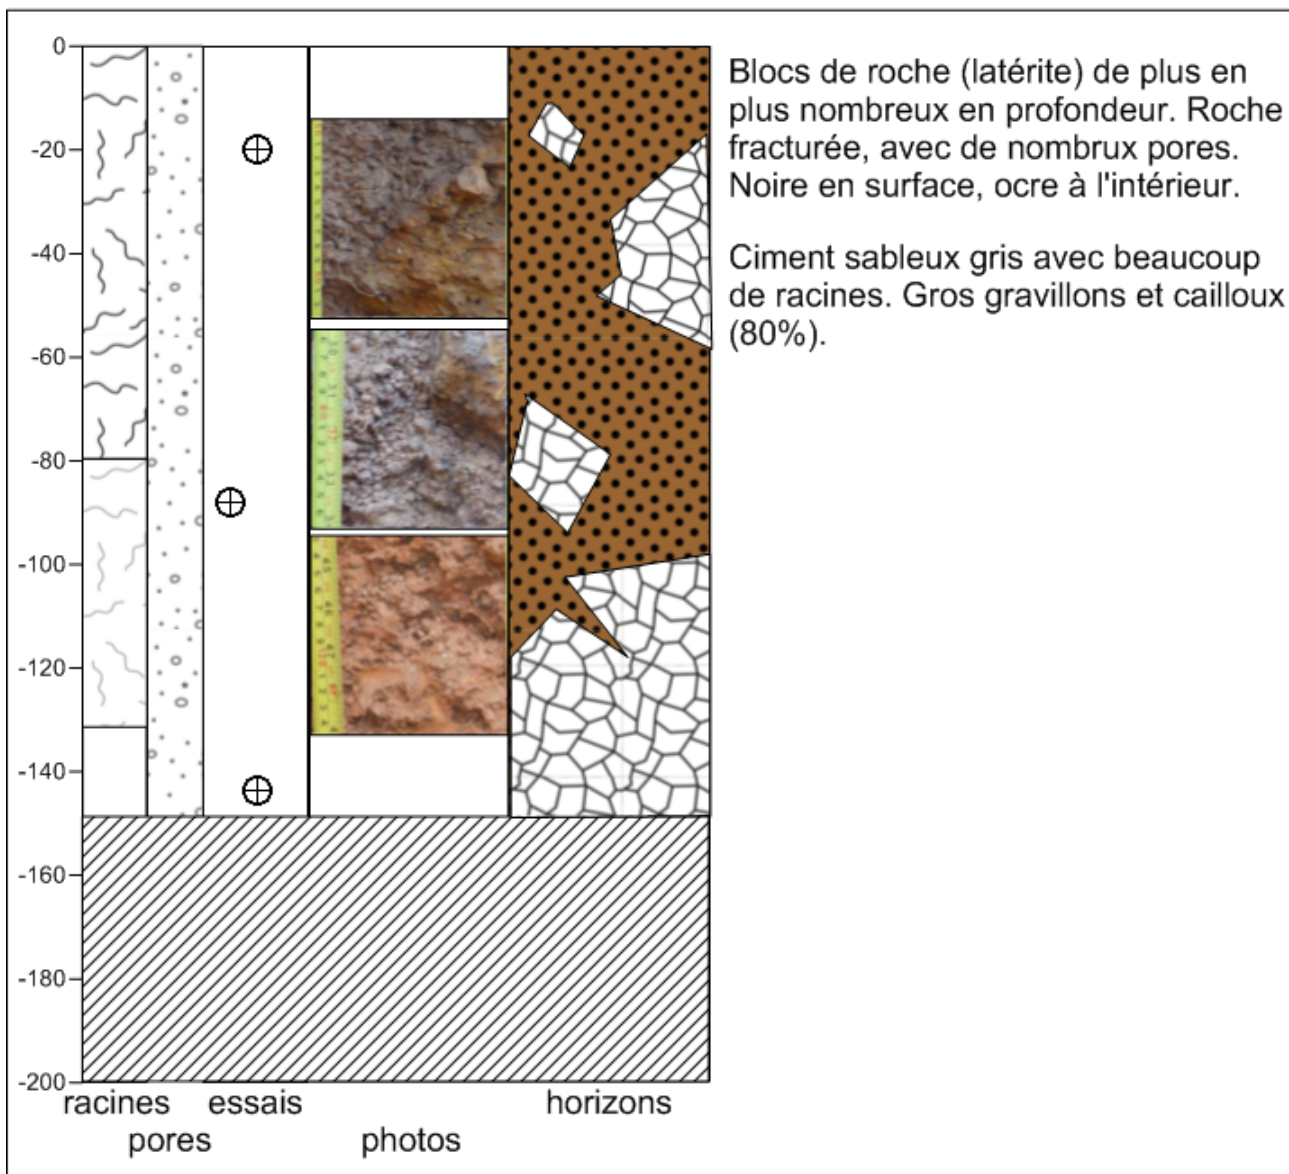 0
-20
-40
-60
-80
-100
-120
-140
-160
-180
-200
racines
essais
horizons
pores
photos
Blocs de roche (latérite) de plus en
plus nombreux en profondeur. Roche
fracturée, avec de nombrux pores.
Noire en surface, ocre à l'intérieur.
Ciment sableux gris avec beaucoup
de racines. Gros gravillons et cailloux
(80%).